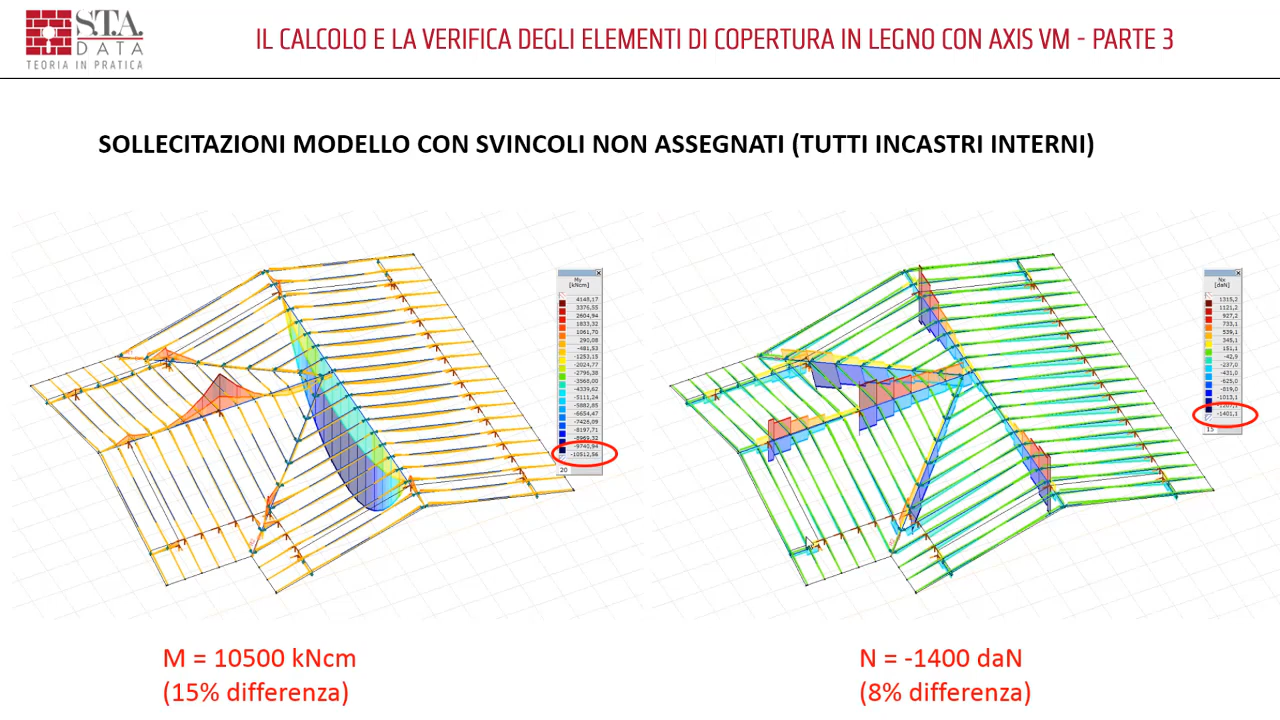 S.T.A.
DATA
TEORIA IN PRATICA
IL CALCOLO E LA VERIFICA DEGLI ELEMENTI DI COPERTURA IN LEGNO CON AXIS VM - PARTE 3
SOLLECITAZIONI MODELLO CON SVINCOLI NON ASSEGNATI (TUTTI INCASTRI INTERNI)
My
[kNcm]
4148,17
3376,55
2604,94
1833,32
1061,70
290,08
-481,53
-1253,15
-2024,77
-2796,38
-3568,00
-4339,62
-5111,24
-5882,85
-6654,47
-7426,09
-8197,71
-8969,32
-9740,94
-10512,56
20
Nx
[daN]
1315,2
1121,2
927,2
733,1
539,1
345,1
151,1
-42,9
-237,0
-431,0
-625,0
-819,0
-1013,1
-1401,1
15
M = 10500 kNcm
(15% differenza)
N = -1400 daN
(8% differenza)